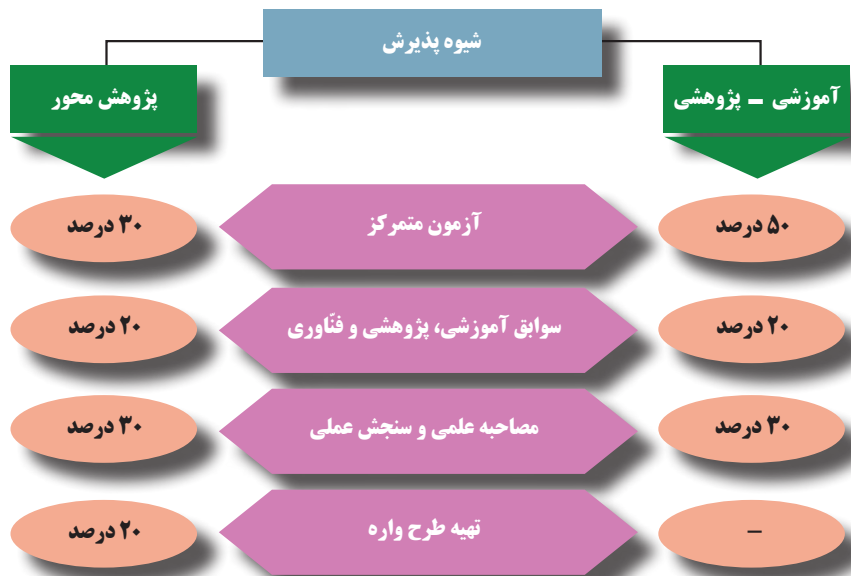 شیوه پذیرش
آموزشی – پژوهشی
پژوهش محور
۵۰ درصد
آزمون متمرکز
۳۰ درصد
۲۰ درصد
سوابق آموزشی، پژوهشی و فنّاوری
۲۰ درصد
۳۰ درصد
مصاحبه علمی و سنجش عملی
۳۰ درصد
–
تهیه طرح واره
۲۰ درصد